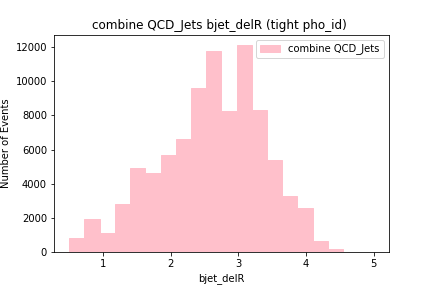 combine QCD_Jets bjet_delR (tight pho_id)
combine QCD_Jets
Number of Events
12000
10000
8000
6000
4000
2000
0
1 2 3 4 5
bjet_delR